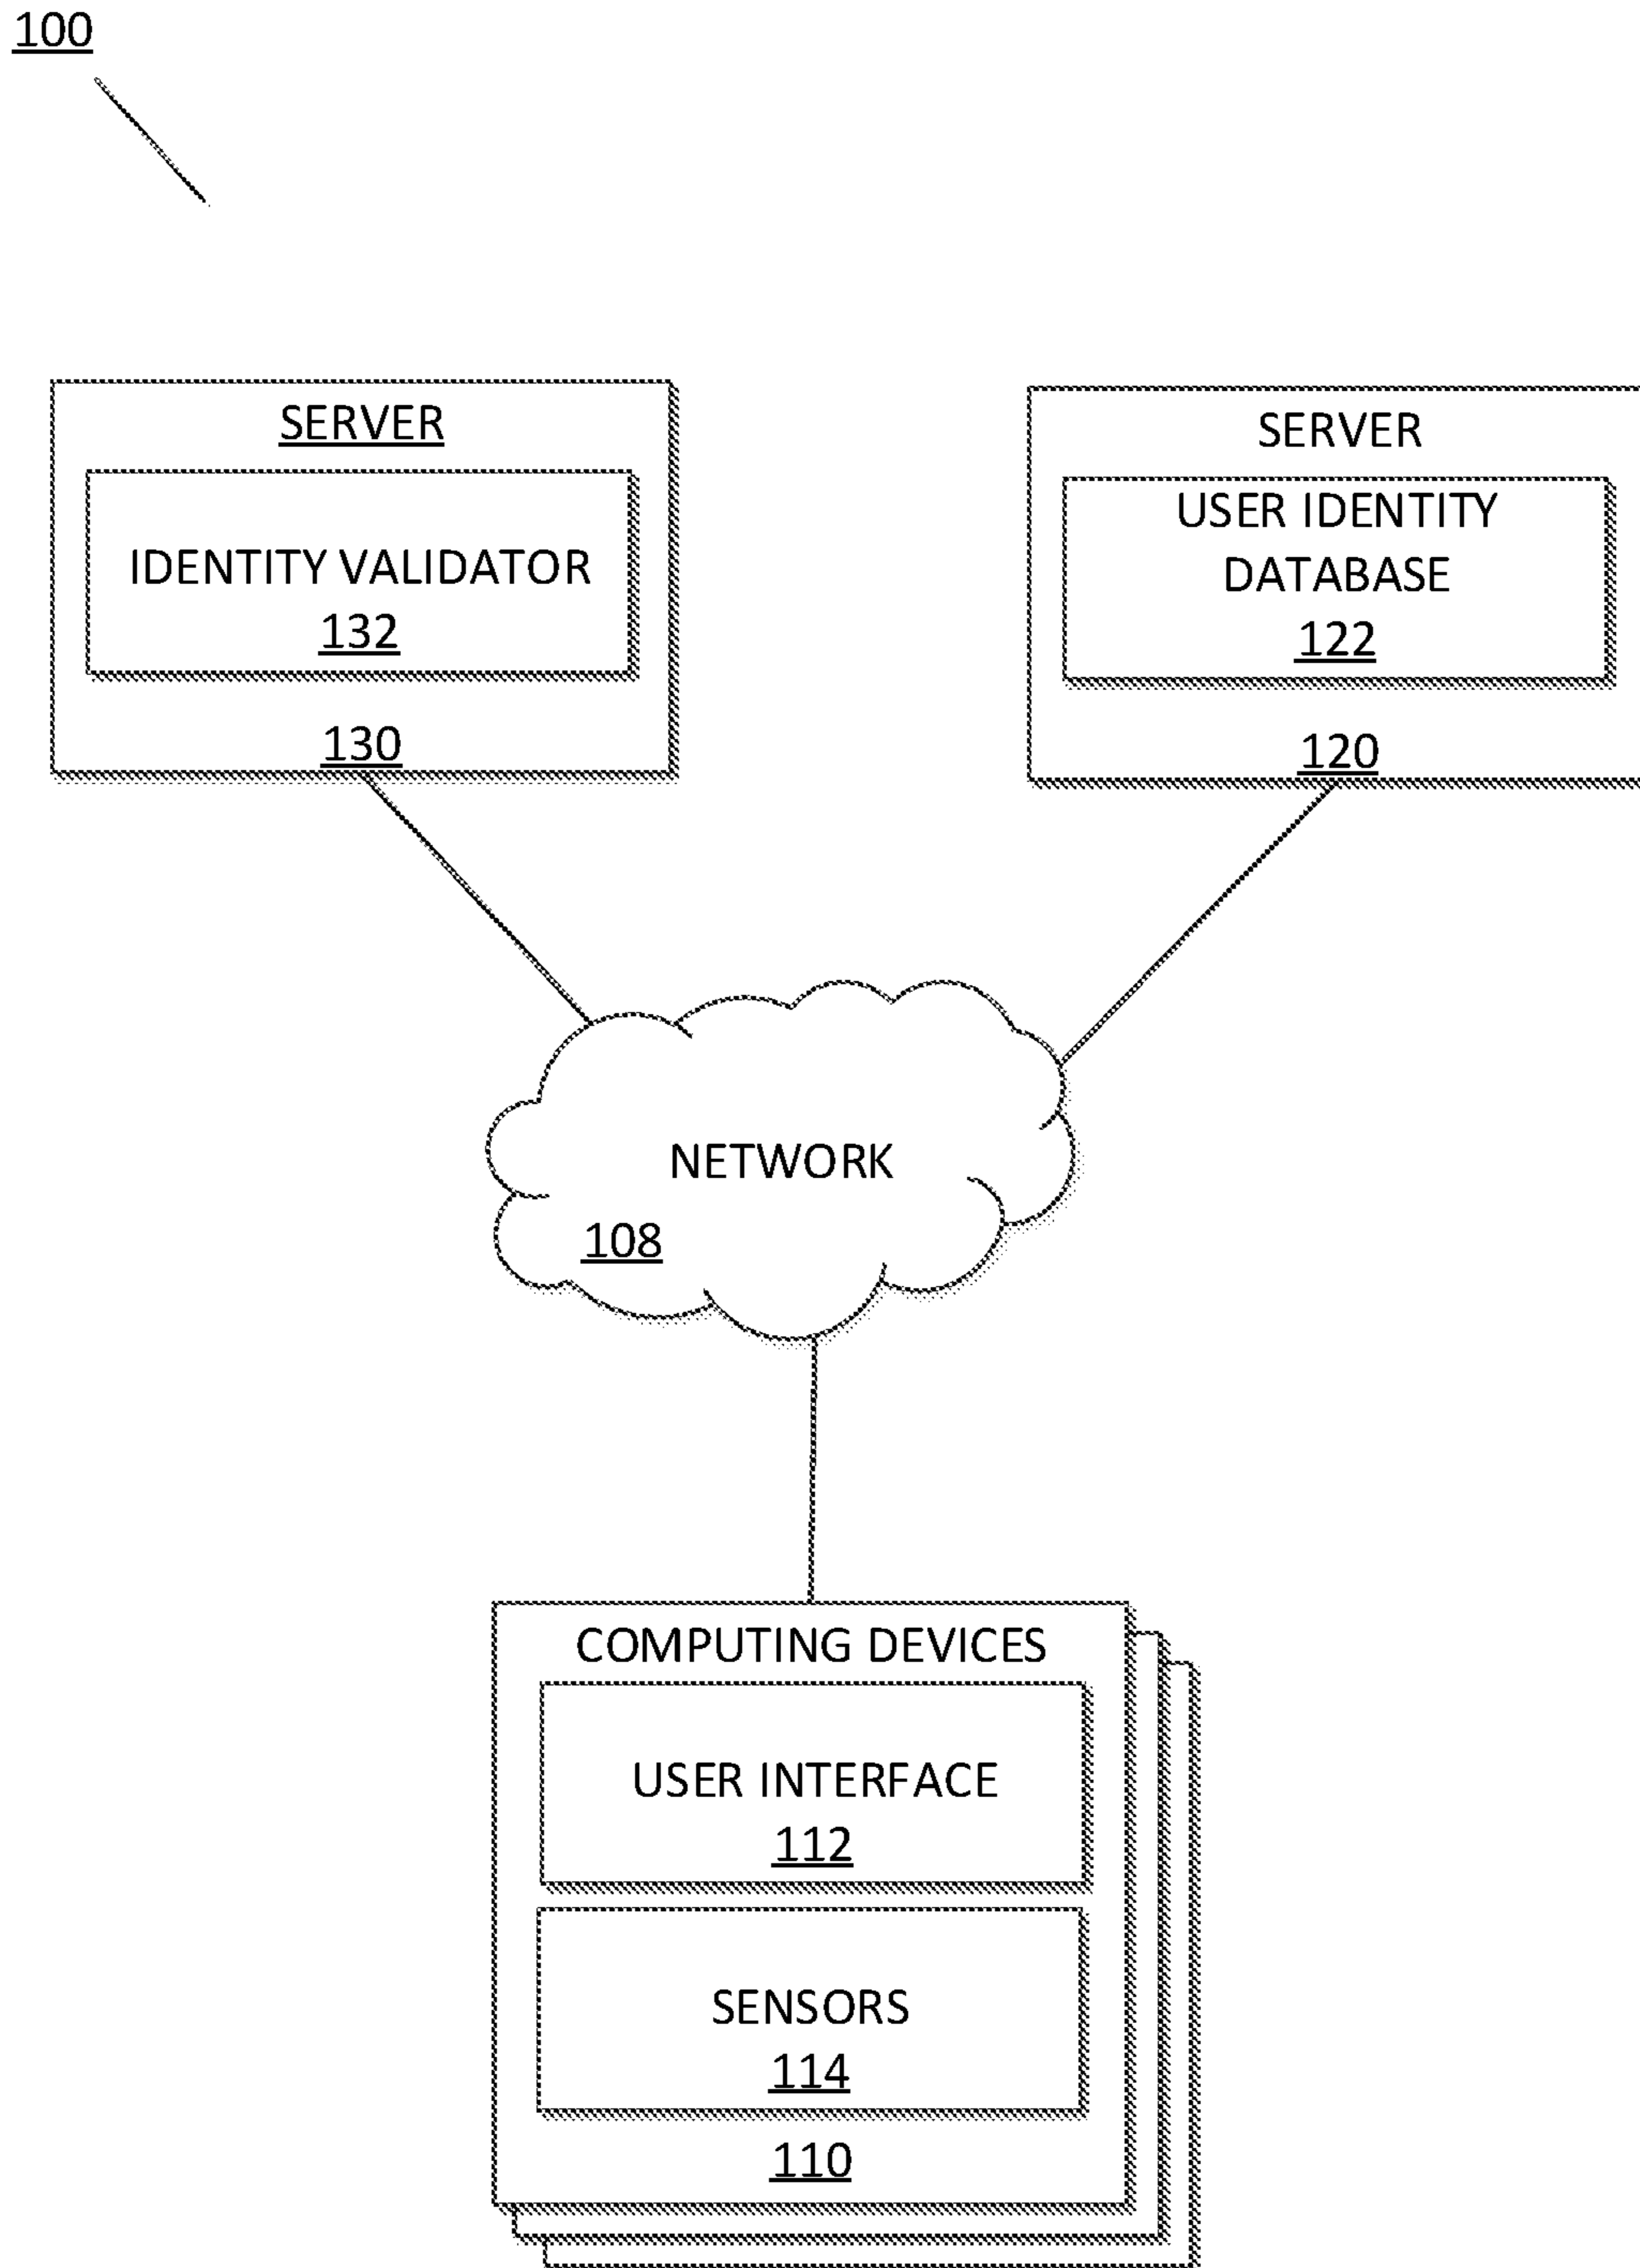 100
SERVER
IDENTITY VALIDATOR
132
130
SERVER
USER IDENTITY
DATABASE
122
120
NETWORK
108
COMPUTING DEVICES
USER INTERFACE
112
SENSORS
114
110